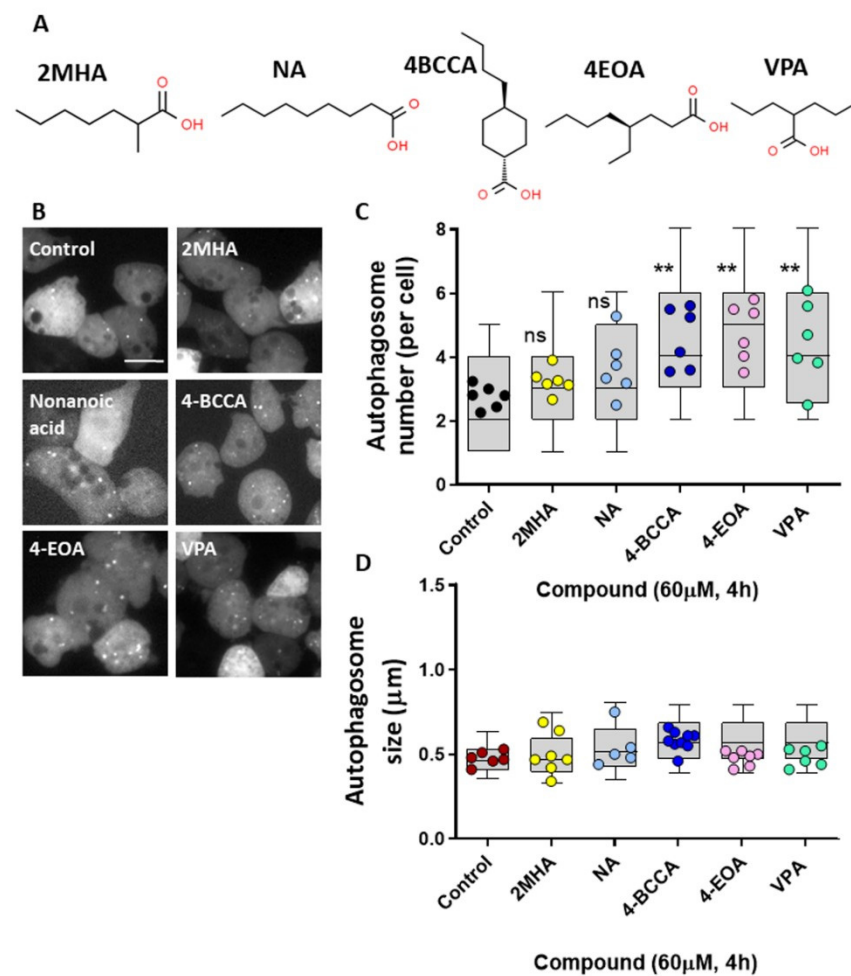 A
2MHA
NA
4BCCA
4EOA
VPA
O
OH
O
OH
O
OH
O
OH
O
OH
B
Control
2MHA
Nonanoic
acid
4-BCCA
4-EOA
VPA
C
Autophagosome
number (per cell)
8
6
4
2
0
ns
ns
**
**
**
Control
2MHA
NA
4-BCCA
4-EOA
VPA
Compound (60μM, 4h)
D
Autophagosome
size (μm)
1.5
1.0
0.5
0.0
Control
2MHA
NA
4-BCCA
4-EOA
VPA
Compound (60μM, 4h)